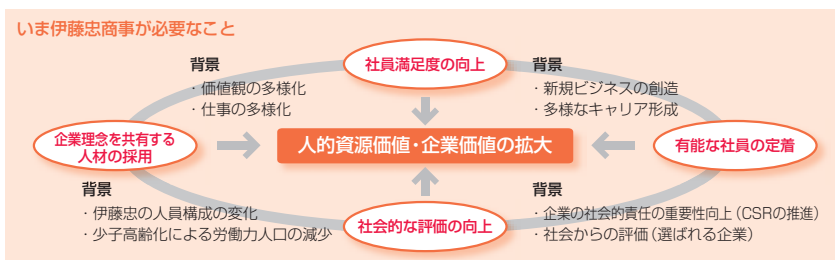 いま伊藤忠商事が必要なこと
社員満足度の向上
背景
・価値観の多様化
・仕事の多様化
背景
・新規ビジネスの創造
・多様なキャリア形成
企業理念を共有する
人材の採用
人的資源価値・企業価値の拡大
有能な社員の定着
背景
・伊藤忠の人員構成の変化
・少子高齢化による労働力人口の減少
社会的な評価の向上
背景
・企業の社会的責任の重要性向上（CSRの推進）
・社会からの評価（選ばれる企業）